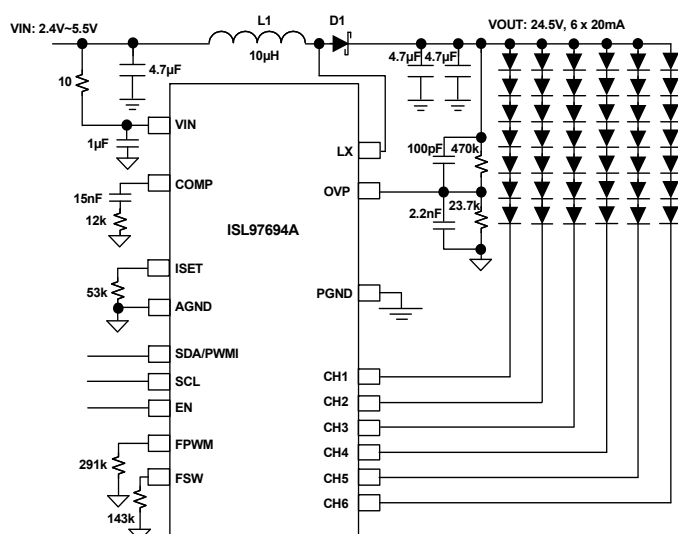 VIN: 2.4V~5.5V
L1
D1
VOUT: 24.5V, 6 x 20mA
10
4.7µF
10µH
4.7µF
4.7µF
1µF
VIN
LX
100pF
470k
COMP
OVP
15nF
12k
23.7k
2.2nF
ISL97694A
ISET
53k
AGND
PGND
SDA/PWMI
SCL
EN
CH1
CH2
CH3
FPWM
CH4
291k
FSW
CH5
143k
CH6